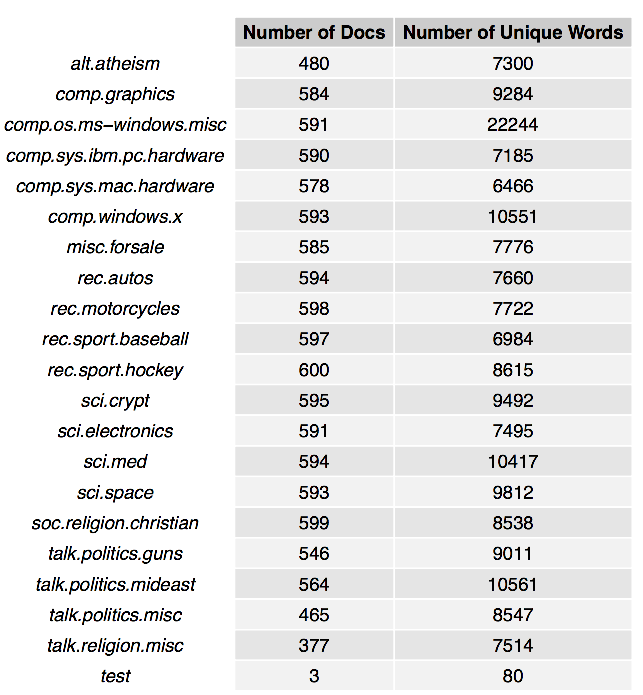 Number of Docs Number of Unique Words
alt.atheism 480 7300
comp.graphics 584 9284
comp.os.ms−windows.misc 591 22244
comp.sys.ibm.pc.hardware 590 7185
comp.sys.mac.hardware 578 6466
comp.windows.x 593 10551
misc.forsale 585 7776
rec.autos 594 7660
rec.motorcycles 598 7722
rec.sport.baseball 597 6984
rec.sport.hockey 600 8615
sci.crypt 595 9492
sci.electronics 591 7495
sci.med 594 10417
sci.space 593 9812
soc.religion.christian 599 8538
talk.politics.guns 546 9011
talk.politics.mideast 564 10561
talk.politics.misc 465 8547
talk.religion.misc 377 7514
test 3 80